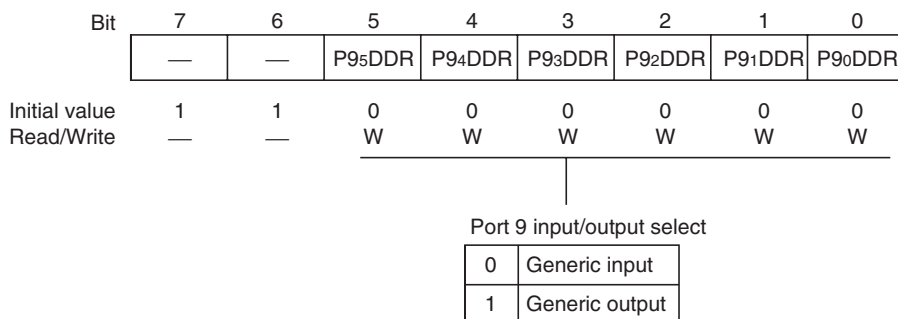 Bit 7 6 5 4 3 2 1 0
— — P95DDR P94DDR P93DDR P92DDR P91DDR P90DDR
Initial value 1 1 0 0 0 0 0 0
Read/Write — — W W W W W W
Port 9 input/output select
0 Generic input
1 Generic output